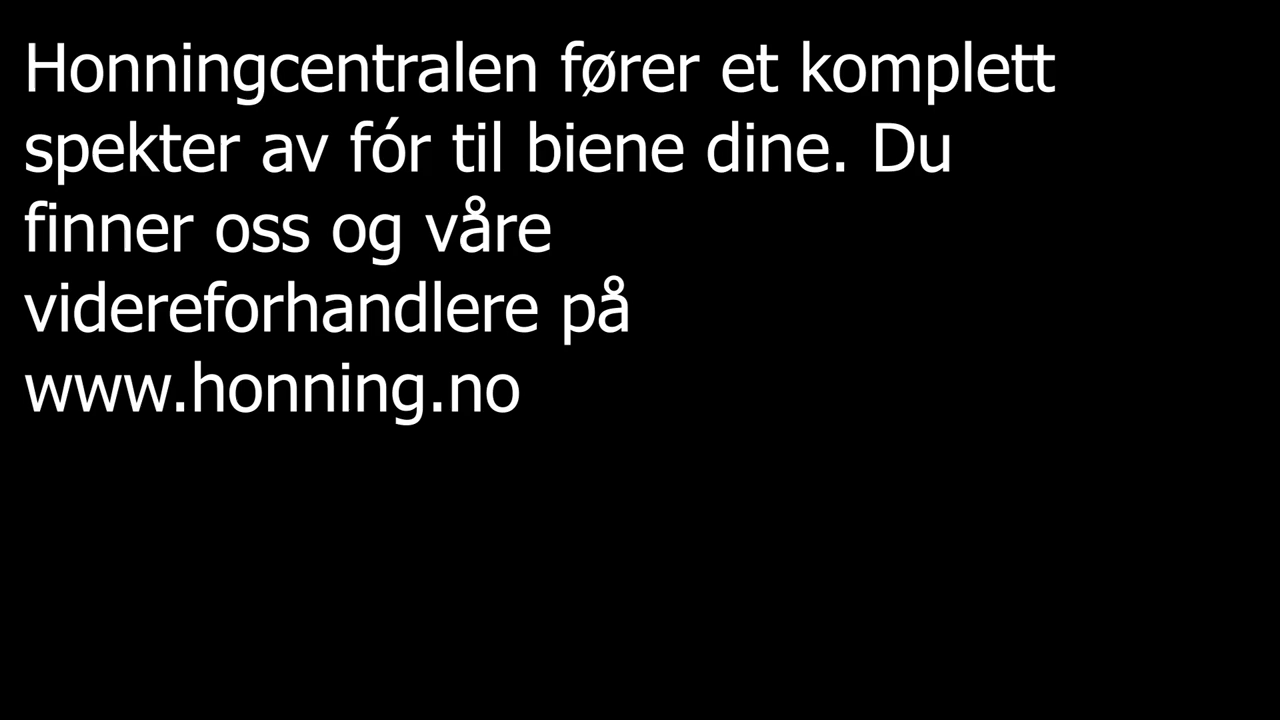 Honningcentralen fører et komplett
spekter av fór til biene dine. Du
finner oss og våre
videreforhandlere på
www.honning.no